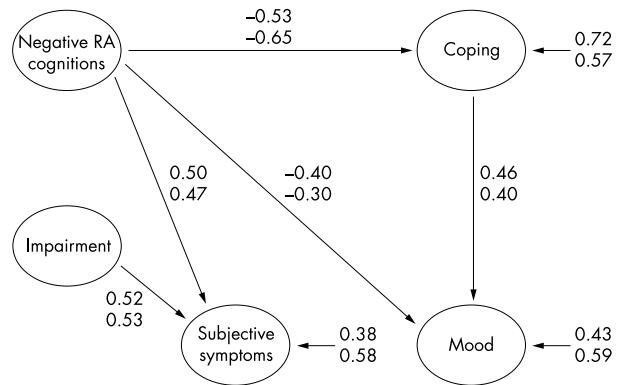 Negative RA
cognitions
−0.53
−0.65
Coping
0.72
0.57
0.50
0.47
−0.40
−0.30
0.46
0.40
Impairment
0.52
0.53
Subjective
symptoms
0.38
0.58
Mood
0.43
0.59